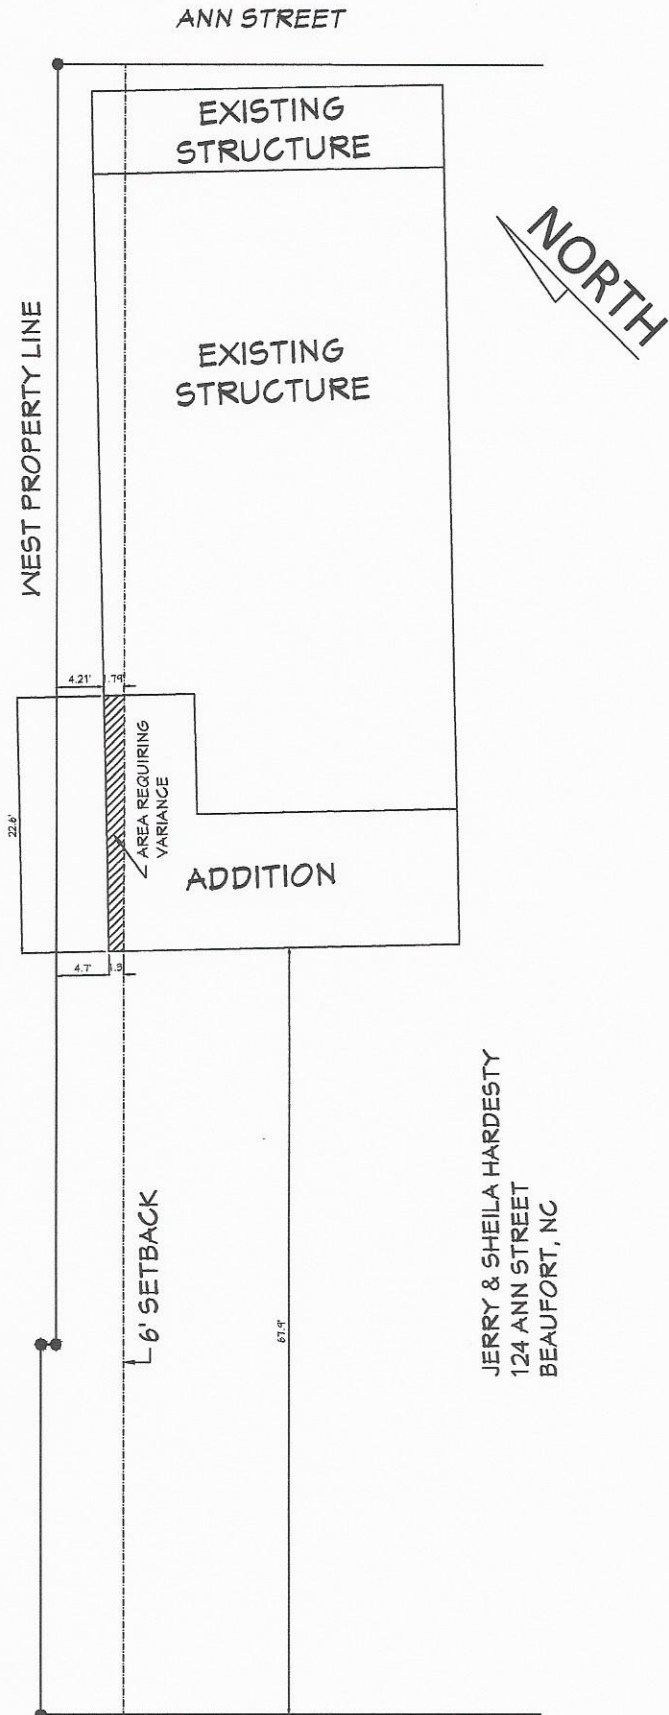 ANN STREET
EXISTING
STRUCTURE
NORTH
WEST PROPERTY LINE
EXISTING
STRUCTURE
4.21'
1.79'
22.6'
AREA REQUIRING
VARIANCE
ADDITION
4.7'
1.3
6' SETBACK
67.9'
JERRY & SHEILA HARDESTY
124 ANN STREET
BEAUFORT, NC